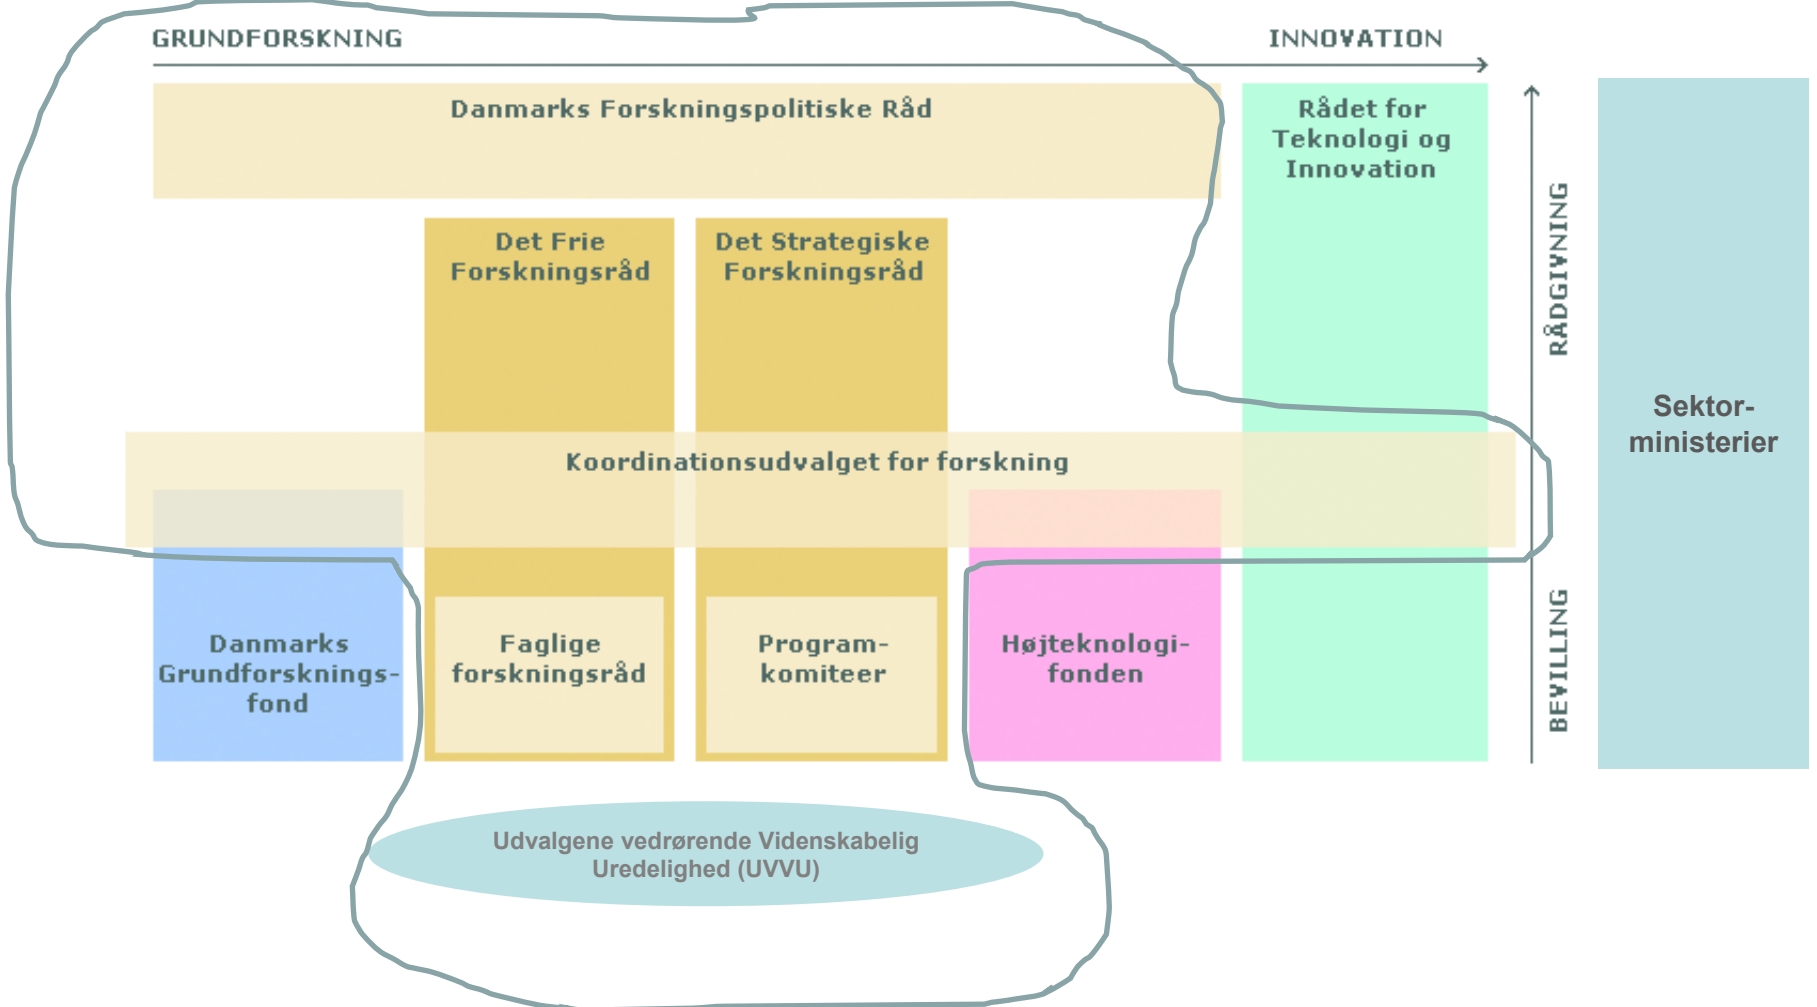 GRUNDFORSKNING
INNOVATION
Danmarks Forskningspolitiske Råd
Rådet for
Teknologi og
Innovation
Det Frie
Forskningsråd
Det Strategiske
Forskningsråd
RÅDGIVNING
Sektor-
ministerier
Koordinationsudvalget for forskning
Danmarks
Grundforsknings-
fond
Faglige
forskningsråd
Program-
komiteer
Højteknologi-
fonden
BEVILLING
Udvalgene vedrørende Videnskabelig
Uredelighed (UVVU)